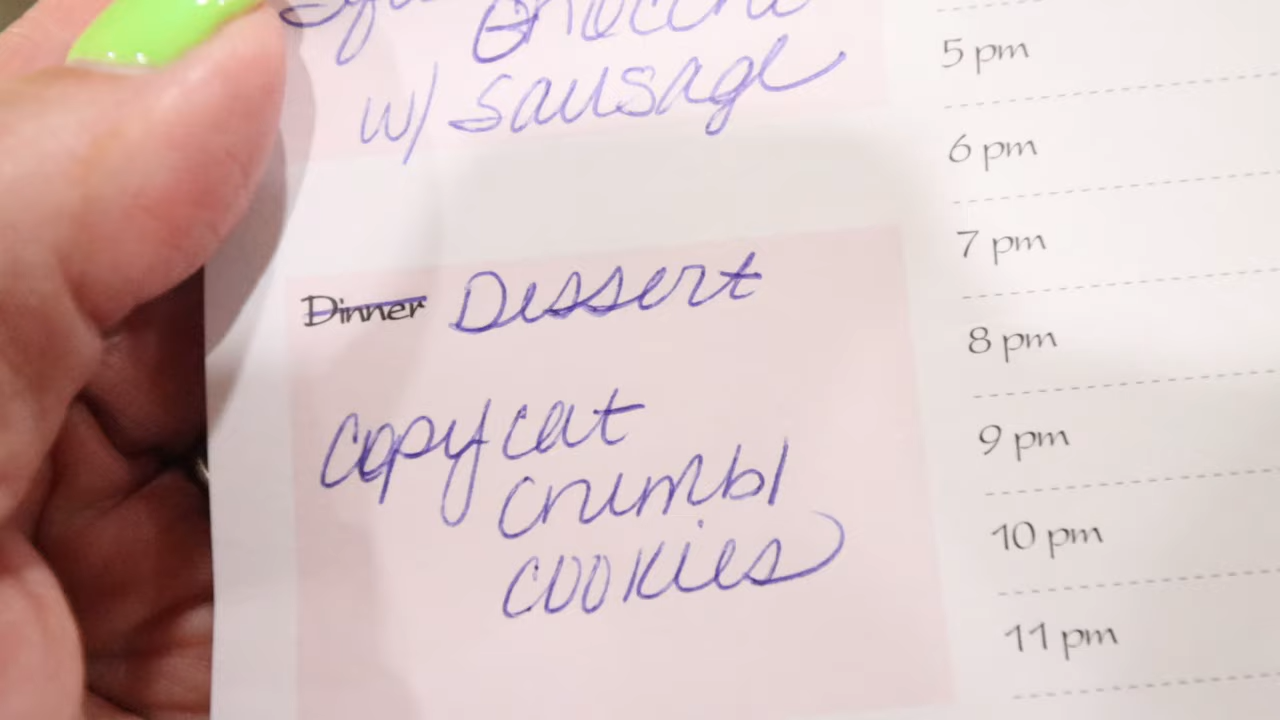 w/ sausage
Dinner Dessert
Copycat
crumbl
cookies
5 pm
6 pm
7 pm
8 pm
9 pm
10 pm
11 pm